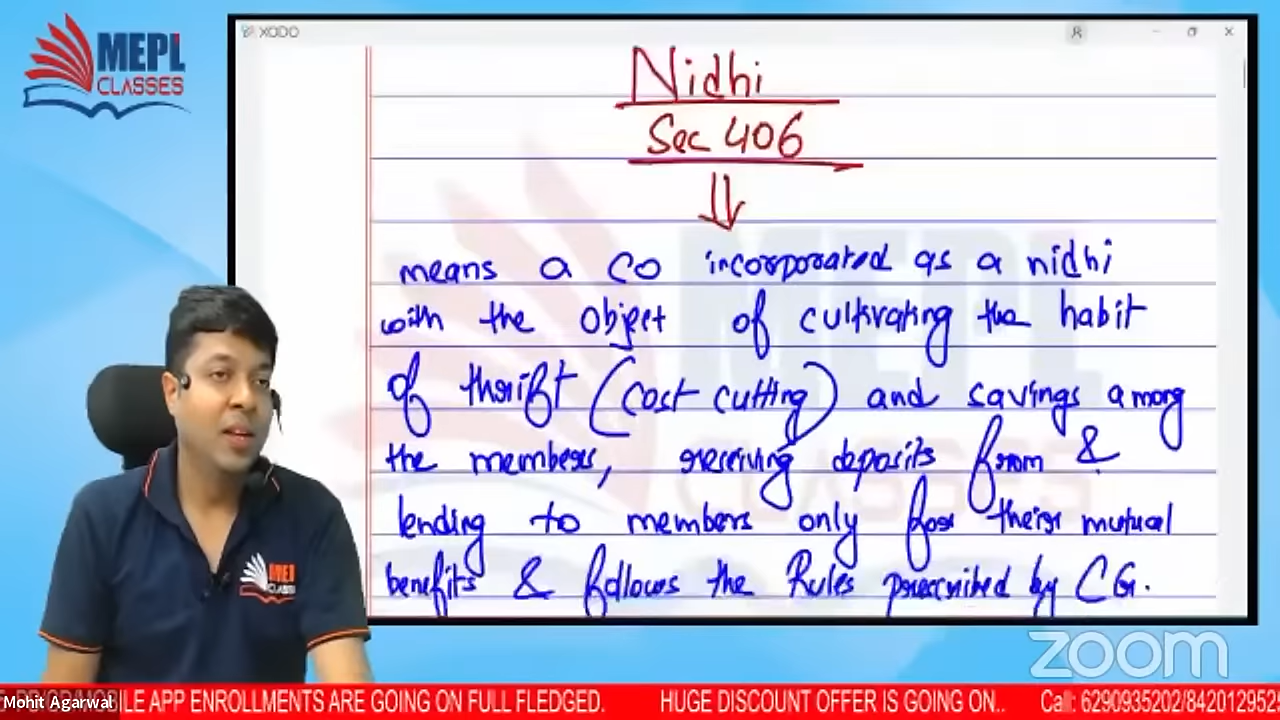 MEPL
CLASSES
XODO
Nidhi
Sec 406
means a co incorporated as a nidhi
with the object of cultivating the habit
of thrift (cost cutting) and savings among
the members, receiving deposits from &
lending to members only for their mutual
benefits & follows the Rules prescribed by CG.
MEPL
CLASSES
zoom
Mohit Agarwal
MOBILE APP ENROLLMENTS ARE GOING ON FULL FLEDGED. HUGE DISCOUNT OFFER IS GOING ON.. Call: 6290935202/842012952